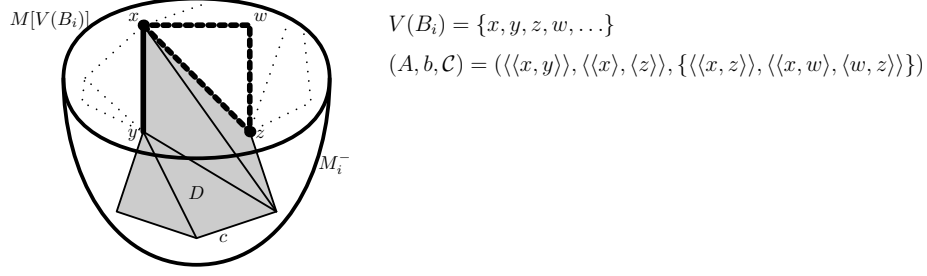 M[V(B_i)]
x
w
y
z
M_i^-
D
c
V(B_i) = {x, y, z, w, . . .}
(A, b, 𝒞) = (⟨⟨x, y⟩⟩, ⟨⟨x⟩, ⟨z⟩⟩, {⟨⟨x, z⟩⟩, ⟨⟨x, w⟩, ⟨w, z⟩⟩})